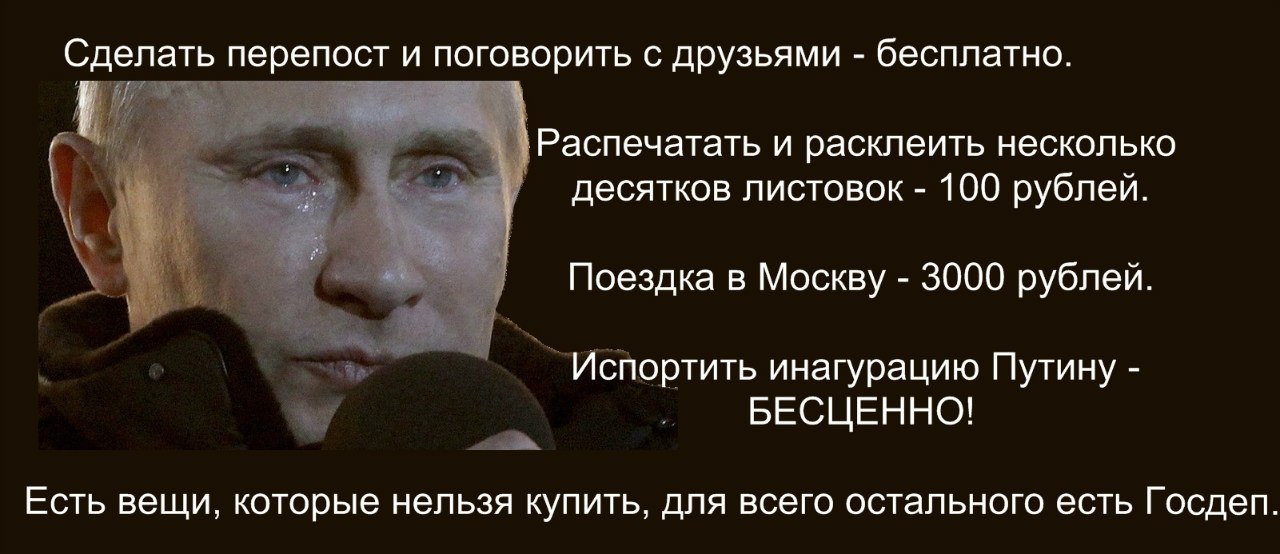 Сделать перепост и поговорить с друзьями - бесплатно.
Распечатать и расклеить несколько
десятков листовок - 100 рублей.
Поездка в Москву - 3000 рублей.
Испортить инагурацию Путину -
БЕСЦЕННО!
Есть вещи, которые нельзя купить, для всего остального есть Госдеп.